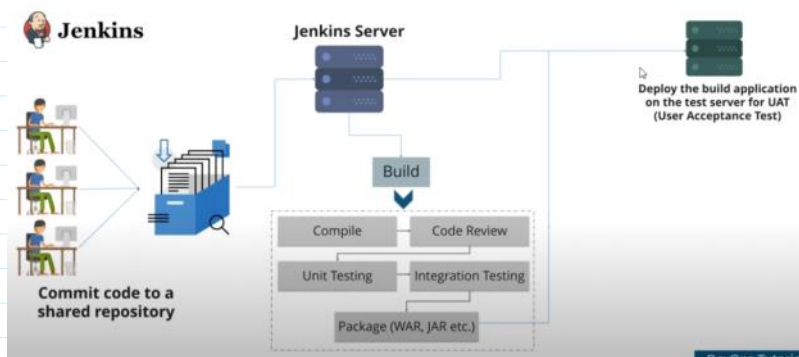 Jenkins
Jenkins Server
Deploy the build application
on the test server for UAT
(User Acceptance Test)
Build
Compile
Code Review
Unit Testing
Integration Testing
Package (WAR, JAR etc.)
Commit code to a
shared repository